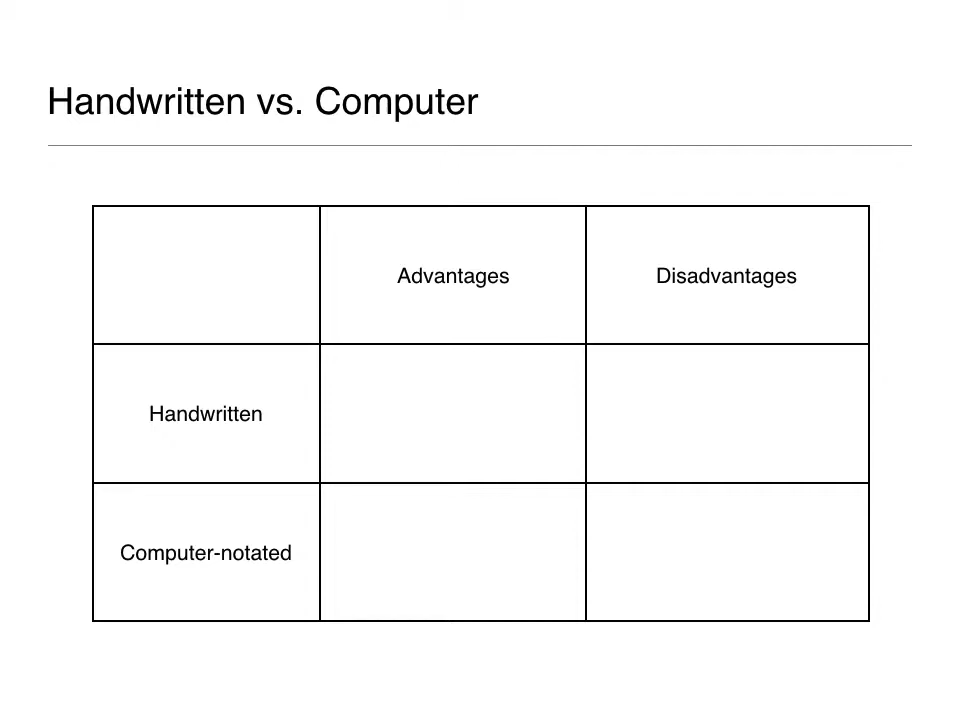 Handwritten vs. Computer
Advantages
Disadvantages
Handwritten
Computer-notated